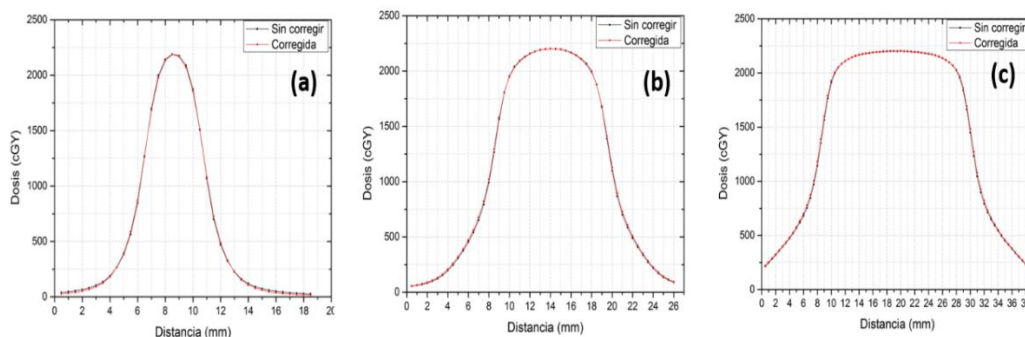 2500
2000
1500
1000
500
0
Dosis (cGY)
0 2 4 6 8 10 12 14 16 18 20
Distancia (mm)
Sin corregir
Corregida
(a)
2500
2000
1500
1000
500
0
Dosis (cGY)
0 2 4 6 8 10 12 14 16 18 20 22 24 26
Distancia (mm)
Sin corregir
Corregida
(b)
2500
2000
1500
1000
500
0
Dosis (cGY)
0 2 4 6 8 10 12 14 16 18 20 22 24 26 28 30 32 34 36 38
Distancia (mm)
Sin corregir
Corregida
(c)